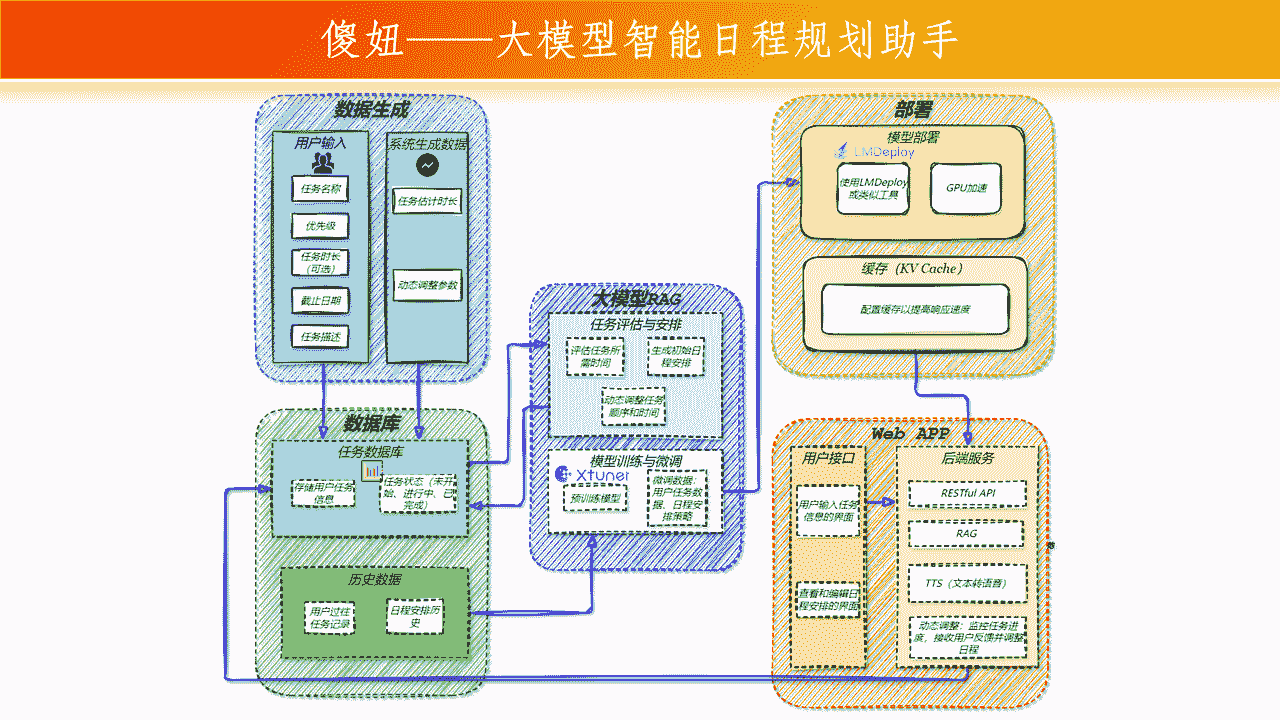 傻妞——大模型智能日程规划助手
数据生成
用户输入
任务名称
优先级
任务时长
（可选）
截止日期
任务描述
系统生成数据
任务估计时长
动态调整参数
数据库
任务数据库
存储用户任务
信息
任务状态（未开
始、进行中、已
完成）
历史数据
用户过往
任务记录
日程安排历
史
大模型RAG
任务评估与安排
评估任务所
需时间
生成初始日
程安排
动态调整任务
顺序和时间
模型训练与微调
Xtuner
预训练模型
微调数据：
用户任务数
据、日程安
排策略
部署
模型部署
LMDeploy
使用LMDeploy
或类似工具
GPU加速
缓存（KV Cache）
配置缓存以提高响应速度
Web APP
用户接口
用户输入任务
信息的界面
查看和编辑日
程安排的界面
后端服务
RESTful API
RAG
TTS（文本转语音）
动态调整：监控任务进
度，接收用户反馈并调整
日程